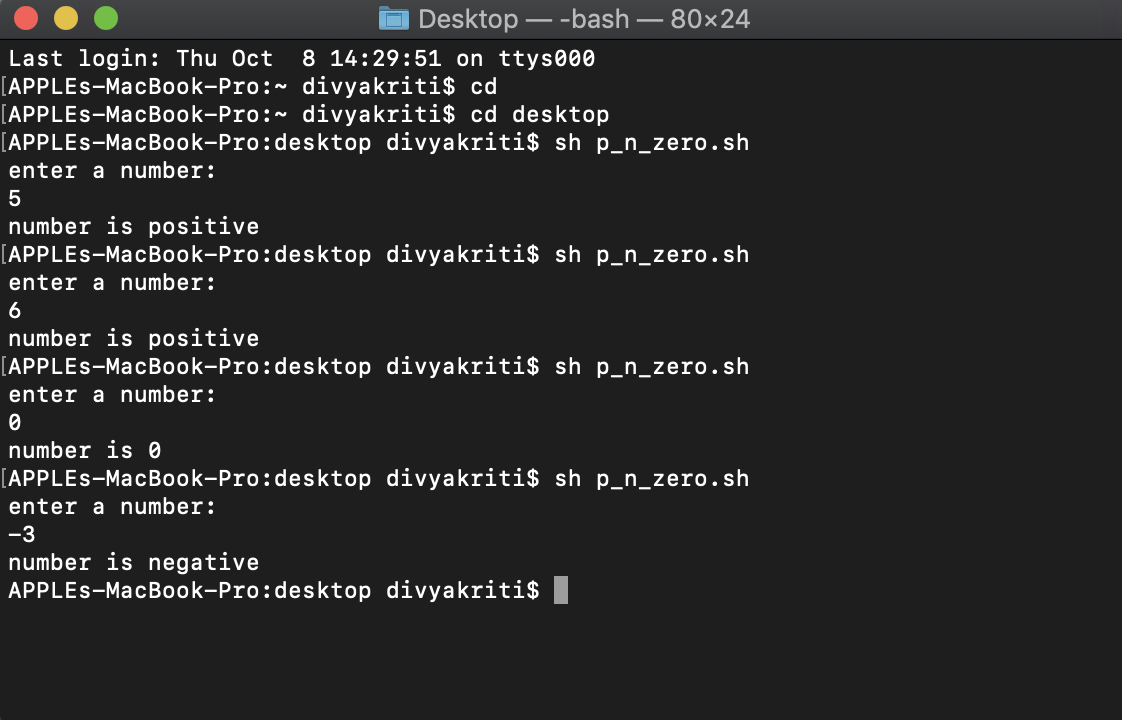 Desktop — -bash — 80×24
Last login: Thu Oct  8 14:29:51 on ttys000
[APPLEs-MacBook-Pro:~ divyakriti$ cd
[APPLEs-MacBook-Pro:~ divyakriti$ cd desktop
[APPLEs-MacBook-Pro:desktop divyakriti$ sh p_n_zero.sh
enter a number:
5
number is positive
[APPLEs-MacBook-Pro:desktop divyakriti$ sh p_n_zero.sh
enter a number:
6
number is positive
[APPLEs-MacBook-Pro:desktop divyakriti$ sh p_n_zero.sh
enter a number:
0
number is 0
[APPLEs-MacBook-Pro:desktop divyakriti$ sh p_n_zero.sh
enter a number:
-3
number is negative
APPLEs-MacBook-Pro:desktop divyakriti$